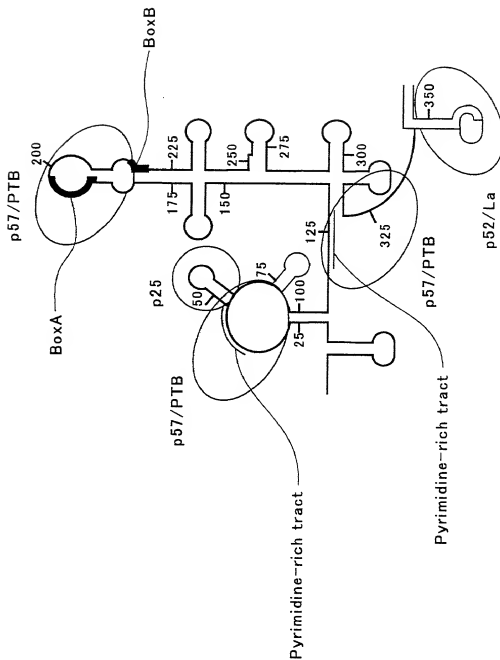 p57/PTB
200
BoxA
BoxB
175
225
150
250
275
300
p57/PTB
p25
50
75
25
100
125
325
350
p57/PTB
p52/La
Pyrimidine-rich tract
Pyrimidine-rich tract